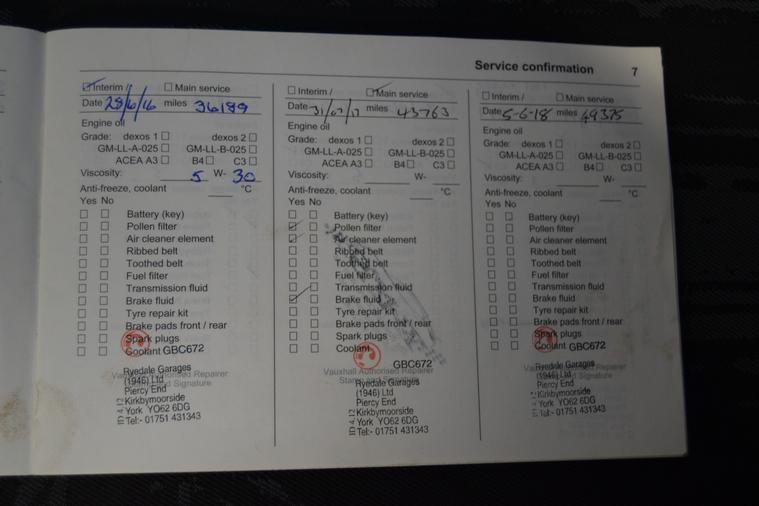 Service confirmation 7
Interim / Main service
Date 28/6/16 miles 36189
Engine oil
Grade: dexos 1 dexos 2
GM-LL-A-025 GM-LL-B-025
ACEA A3 B4 C3
Viscosity: 5 W- 30
Anti-freeze, coolant °C
Yes No
Battery (key)
Pollen filter
Air cleaner element
Ribbed belt
Toothed belt
Fuel filter
Transmission fluid
Brake fluid
Tyre repair kit
Brake pads front / rear
Spark plugs
Coolant GBC672
Ryedale Garages
(1946) Ltd
Piercy End
Kirkbymoorside
York YO62 6DG
Tel:- 01751 431343
Interim / Main service
Date 31/07/17 miles 43763
Engine oil
Grade: dexos 1 dexos 2
GM-LL-A-025 GM-LL-B-025
ACEA A3 B4 C3
Viscosity: W-
Anti-freeze, coolant °C
Yes No
Battery (key)
Pollen filter
Air cleaner element
Ribbed belt
Toothed belt
Fuel filter
Transmission fluid
Brake fluid
Tyre repair kit
Brake pads front / rear
Spark plugs
Coolant
GBC672
Vauxhall Authorised Repairer
Ryedale Garages
(1946) Ltd
Piercy End
Kirkbymoorside
York YO62 6DG
Tel:- 01751 431343
Interim / Main service
Date 5-6-18 miles 49375
Engine oil
Grade: dexos 1 dexos 2
GM-LL-A-025 GM-LL-B-025
ACEA A3 B4 C3
Viscosity: W-
Anti-freeze, coolant °C
Yes No
Battery (key)
Pollen filter
Air cleaner element
Ribbed belt
Toothed belt
Fuel filter
Transmission fluid
Brake fluid
Tyre repair kit
Brake pads front / rear
Spark plugs
Coolant GBC672
Ryedale Garages
(1946) Ltd
Piercy End
Kirkbymoorside
York YO62 6DG
Tel:- 01751 431343